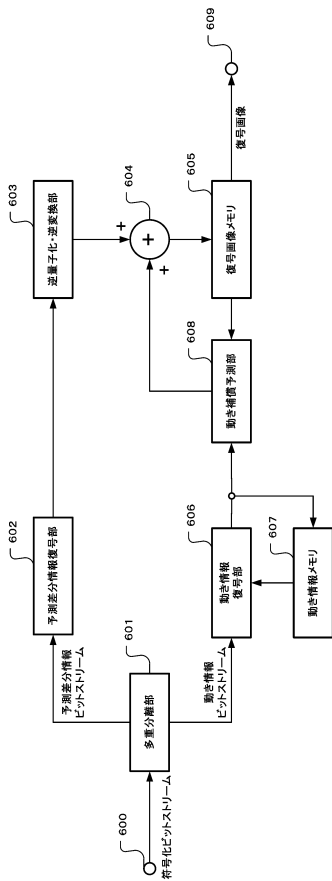 600
符号化ビットストリーム
601
多重分離部
予測差分情報
ビットストリーム
動き情報
ビットストリーム
602
予測差分情報復号部
603
逆量子化・逆変換部
604
+
+
+
605
復号画像メモリ
606
動き情報
復号部
607
動き情報メモリ
608
動き補償予測部
復号画像
609